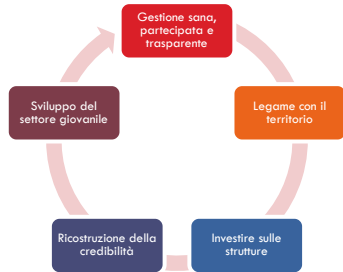 Gestione sana,
partecipata e
trasparente
Legame con il
territorio
Investire sulle
strutture
Ricostruzione della
credibilità
Sviluppo del
settore giovanile